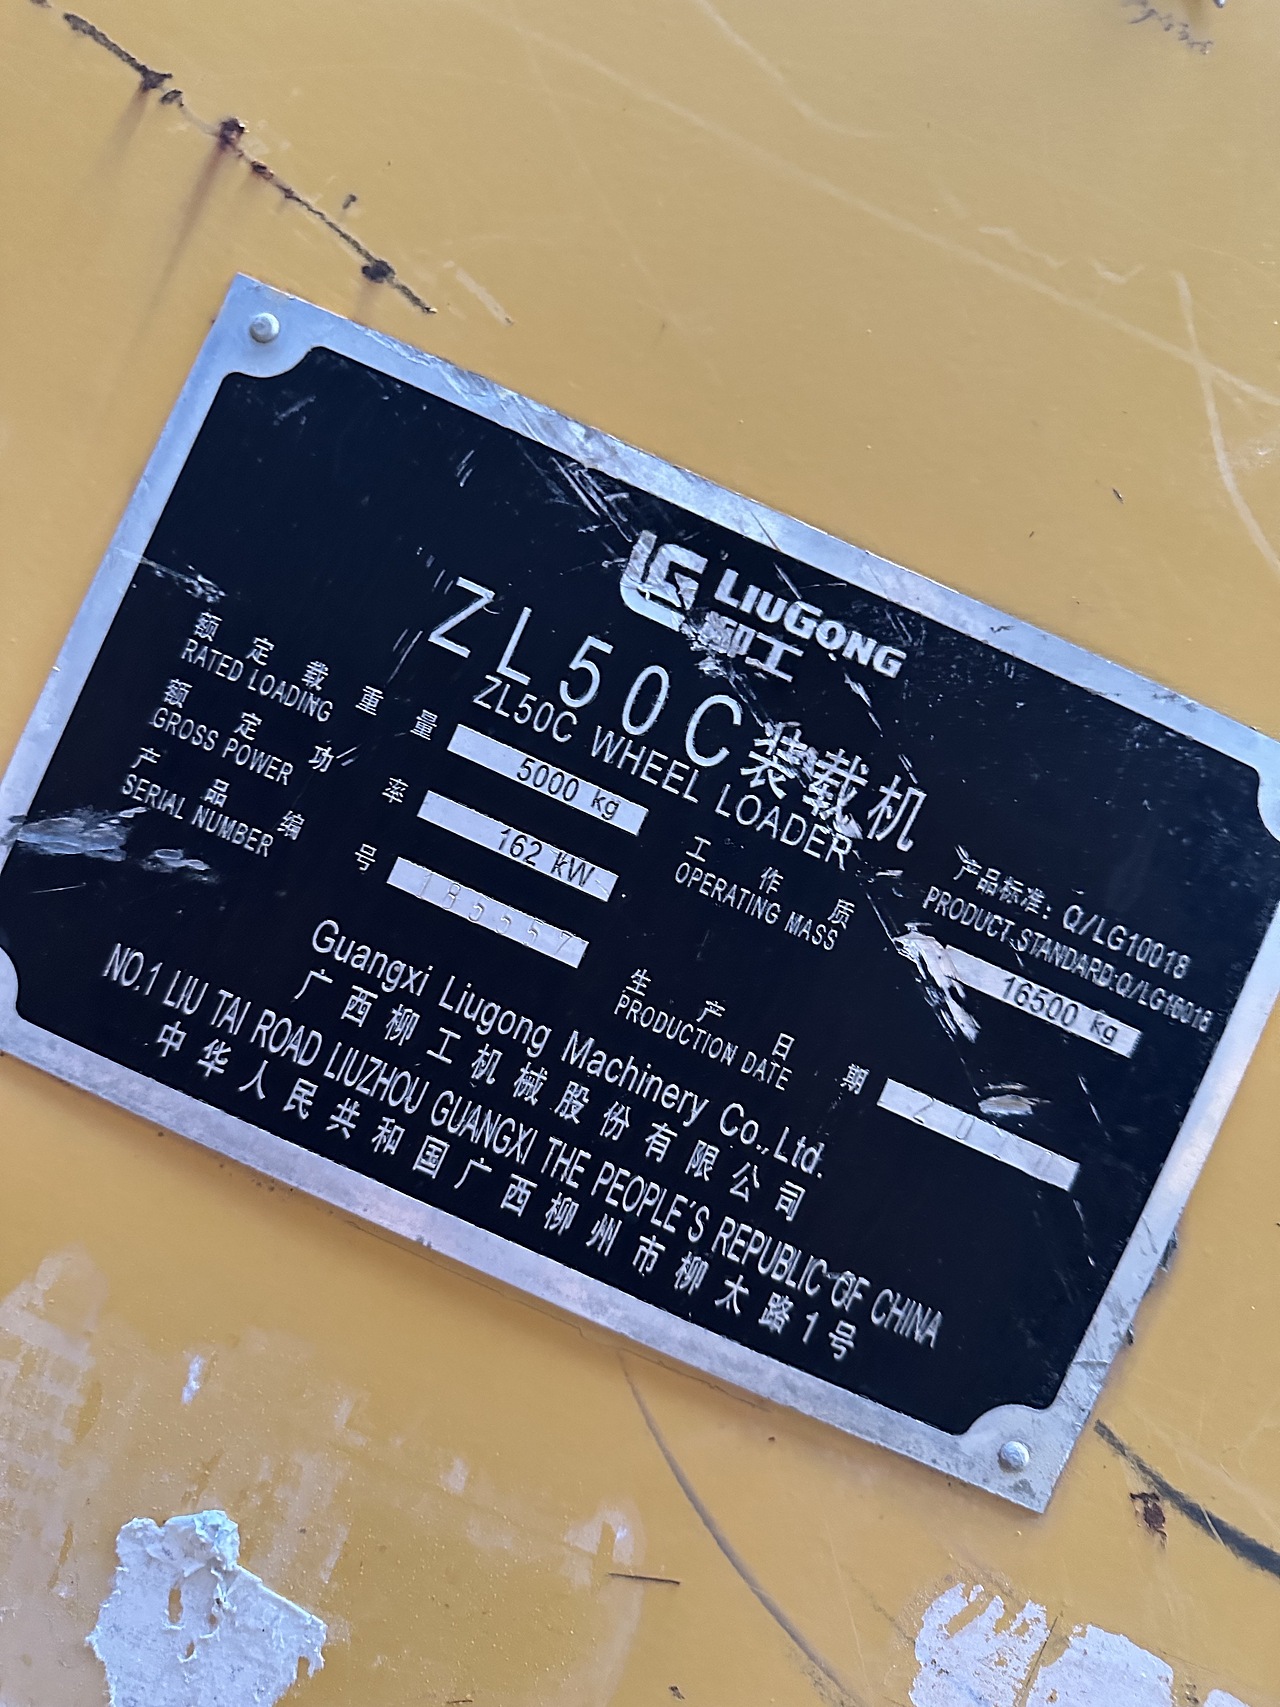 LG LIUGONG
柳工
ZL50C装载机
ZL50C WHEEL LOADER
产品标准：Q/LG10018
PRODUCT STANDARD:Q/LG10018
额定载重量 5000 kg
RATED LOADING
额定功率 162 kW
GROSS POWER
工作质 16500 kg
OPERATING MASS
产品编号 185557
SERIAL NUMBER
生产日期
PRODUCTION DATE
Guangxi Liugong Machinery Co.,Ltd.
广西柳工机械股份有限公司
NO.1 LIU TAI ROAD LIUZHOU GUANGXI THE PEOPLE'S REPUBLIC OF CHINA
中华人民共和国广西柳州市柳太路1号